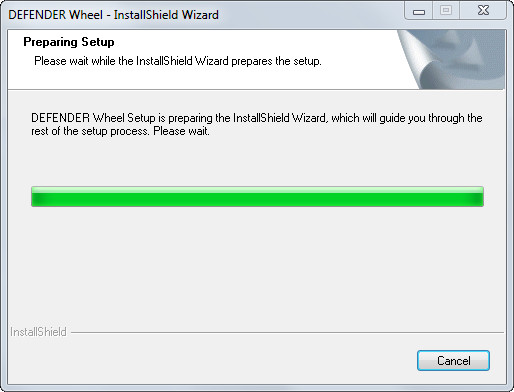 DEFENDER Wheel - InstallShield Wizard
Preparing Setup
Please wait while the InstallShield Wizard prepares the setup.
DEFENDER Wheel Setup is preparing the InstallShield Wizard, which will guide you through the
rest of the setup process. Please wait.
InstallShield
Cancel